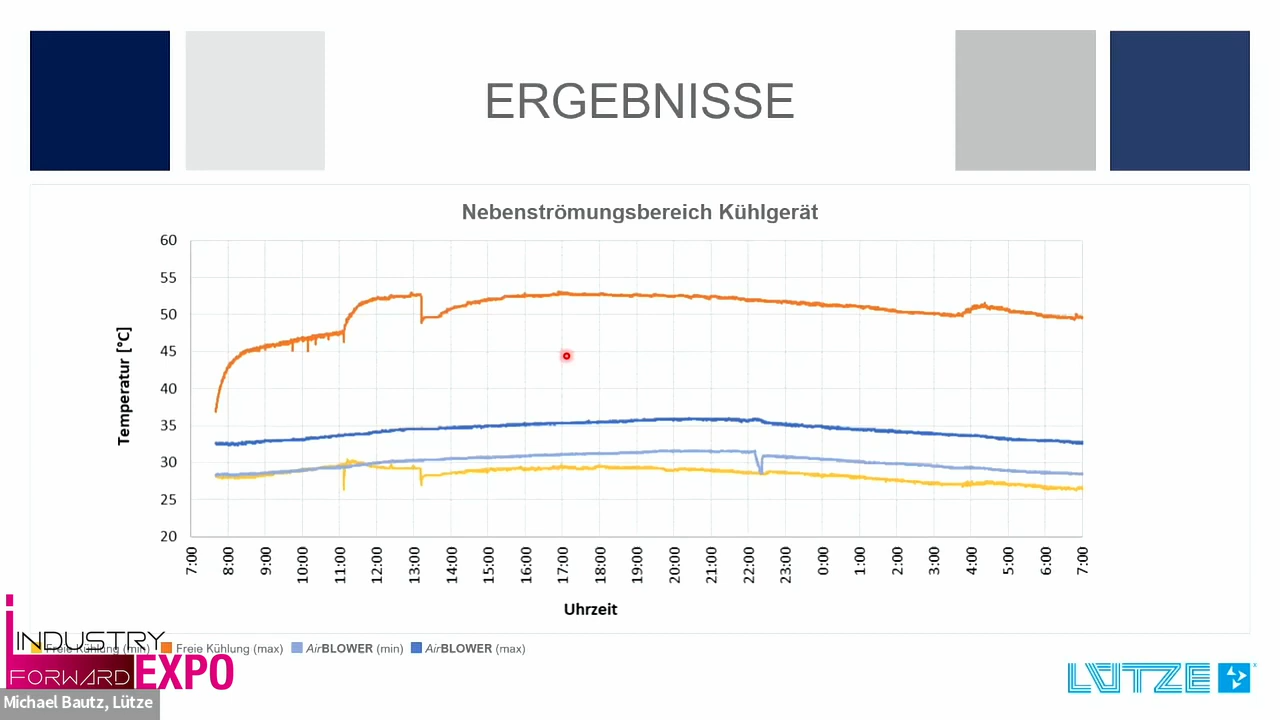 ERGEBNISSE
Nebenströmungsbereich Kühlgerät
Temperatur [°C]
60
55
50
45
40
35
30
25
20
7:00 8:00 9:00 10:00 11:00 12:00 13:00 14:00 15:00 16:00 17:00 18:00 19:00 20:00 21:00 22:00 23:00 0:00 1:00 2:00 3:00 4:00 5:00 6:00 7:00
Uhrzeit
Freie Kühlung (min) Freie Kühlung (max) AirBLOWER (min) AirBLOWER (max)
INDUSTRY
FORWARD EXPO
LÜTZE
Michael Bautz, Lütze